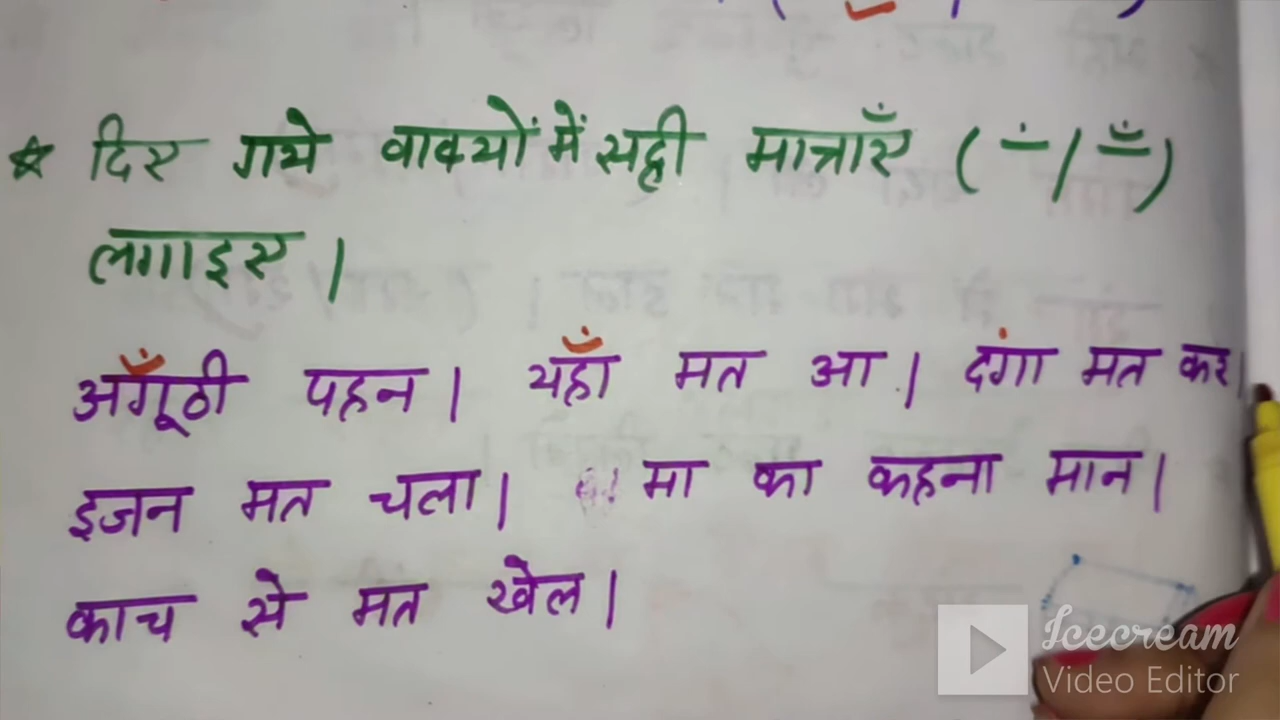 * दिए गये वाक्यों में सही मात्राएँ ( ं / ँ )
लगाइए |
अँगूठी पहन | यहाँ मत आ | दंगा मत कर |
इजन मत चला | मा का कहना मान |
काच से मत खेल |
Icecream
Video Editor